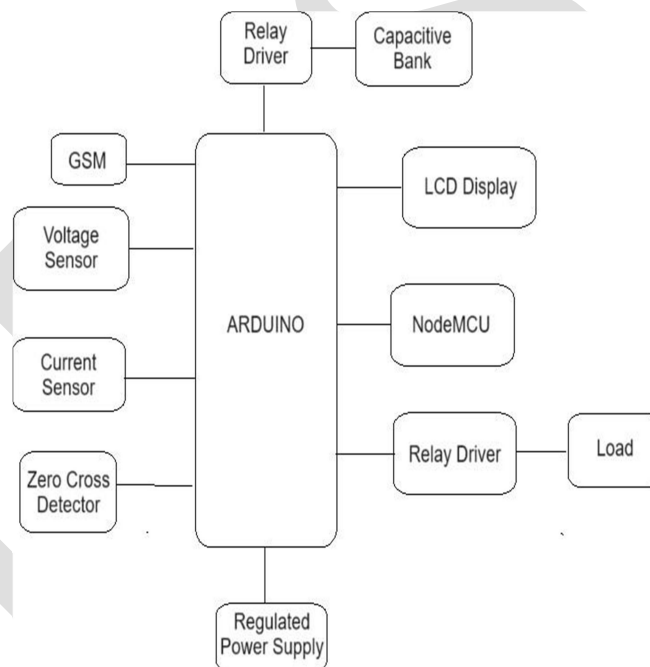 Relay
Driver
Capacitive
Bank
GSM
LCD Display
Voltage
Sensor
ARDUINO
NodeMCU
Current
Sensor
Relay Driver
Load
Zero Cross
Detector
Regulated
Power Supply